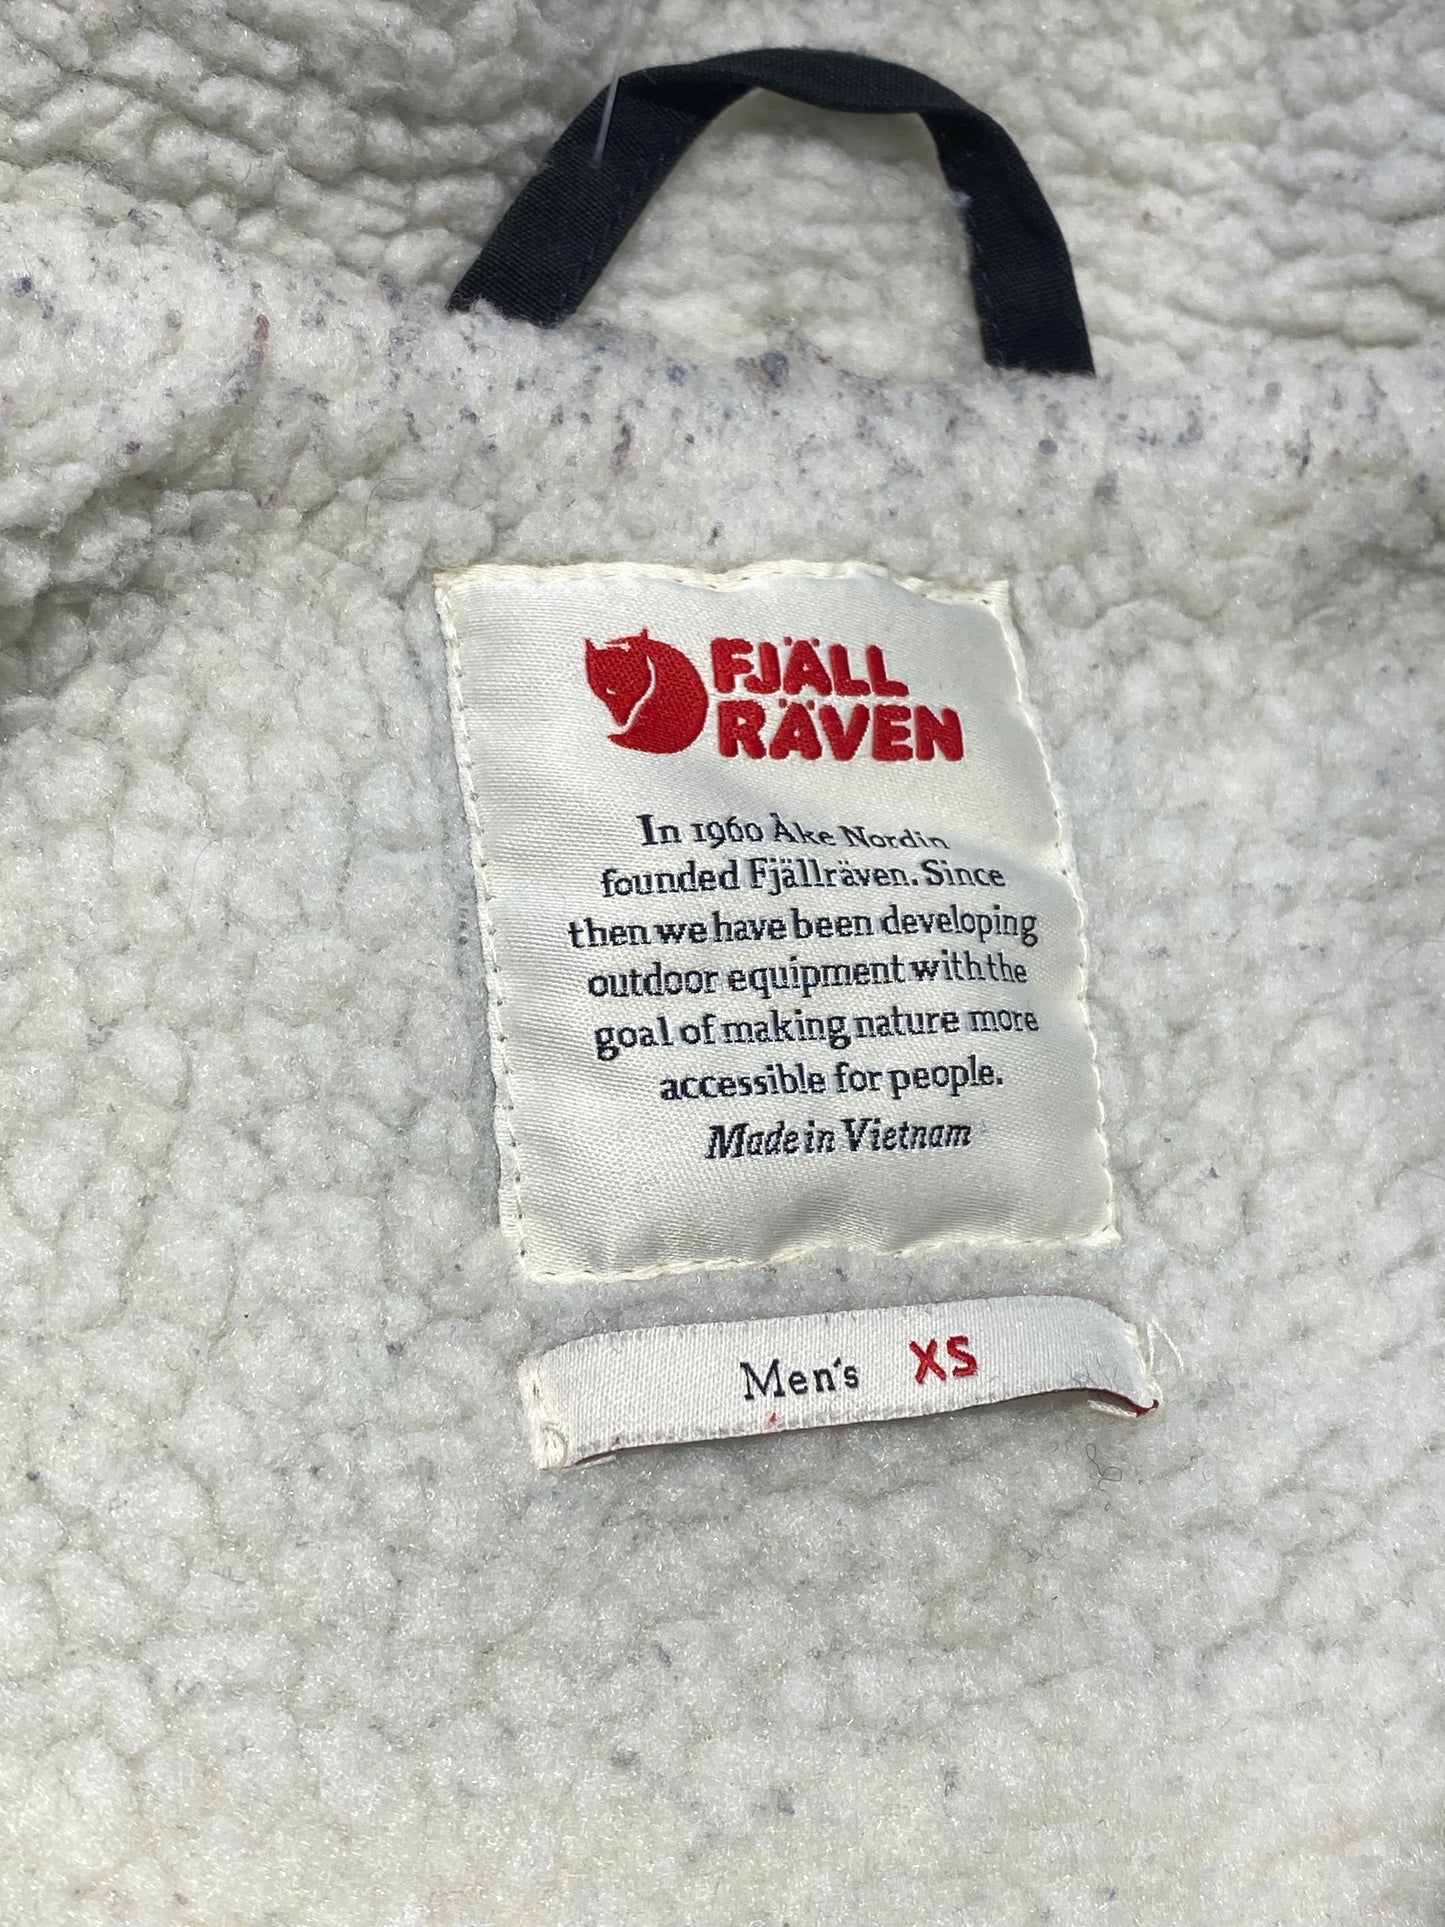 FJÄLL
RÄVEN
In 1960 Åke Nordin
founded Fjällräven. Since
then we have been developing
outdoor equipment with the
goal of making nature more
accessible for people.
Made in Vietnam
Men's XS